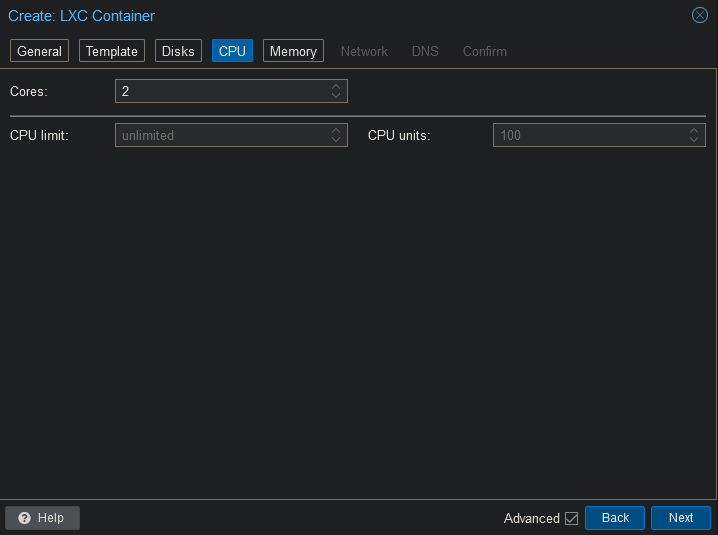 Create: LXC Container
General Template Disks CPU Memory Network DNS Confirm
Cores: 2
CPU limit: unlimited CPU units: 100
Help Advanced Back Next